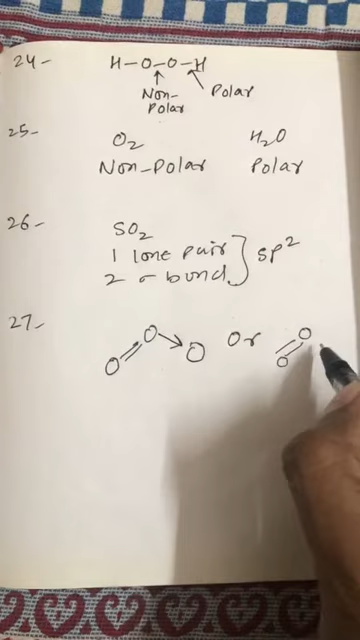 24- H-O-O-H
Non-Polar Polar
25- O₂ H₂O
Non-Polar Polar
26- SO₂
1 lone pair
2 σ bond } SP²
27- O=O→O Or O=O